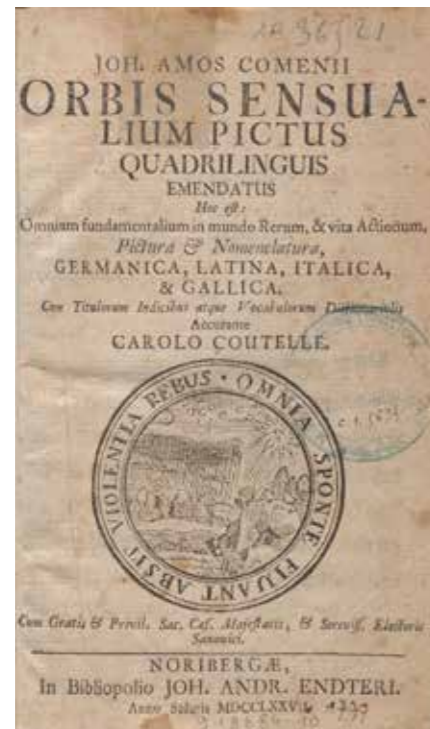 JOH. AMOS COMENII
ORBIS SENSUA-
LIUM PICTUS
QUADRILINGUIS
EMENDATUS
Hoc est:
Omnium fundamentalium in mundo Rerum, & vita Actionum,
Pictura & Nomenclatura,
GERMANICA, LATINA, ITALICA,
& GALLICA.
Cum Titulorum Indicibus atque Vocabulorum
Accurante
CAROLO COUTELLE.
OMNIA SPONTE FLUANT ABSIT VIOLENTIA REBUS
Cum Gratia & Privil. Sac. Cæs. Majestatis, & Sereniss. Electoris
Saxonici.
NORIBERGÆ,
In Bibliopolio JOH. ANDR. ENDTERI.
Anno Salutis